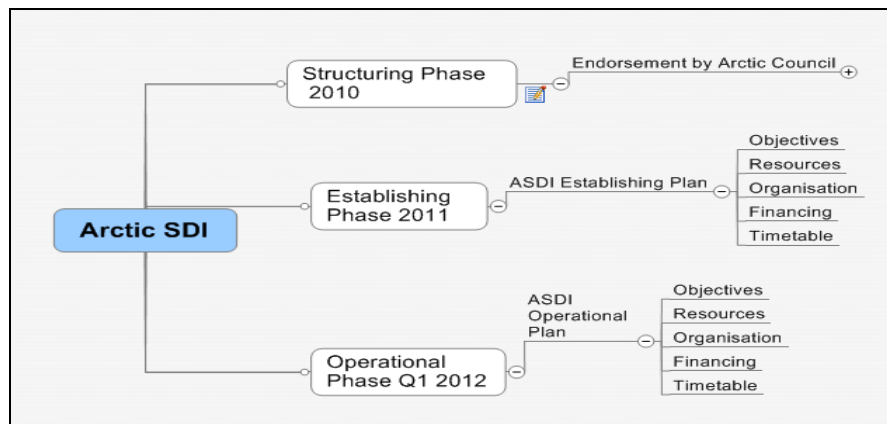 Structuring Phase
2010
Endorsement by Arctic Council
Arctic SDI
Establishing
Phase 2011
ASDI Establishing Plan
Objectives
Resources
Organisation
Financing
Timetable
Operational
Phase Q1 2012
ASDI
Operational
Plan
Objectives
Resources
Organisation
Financing
Timetable